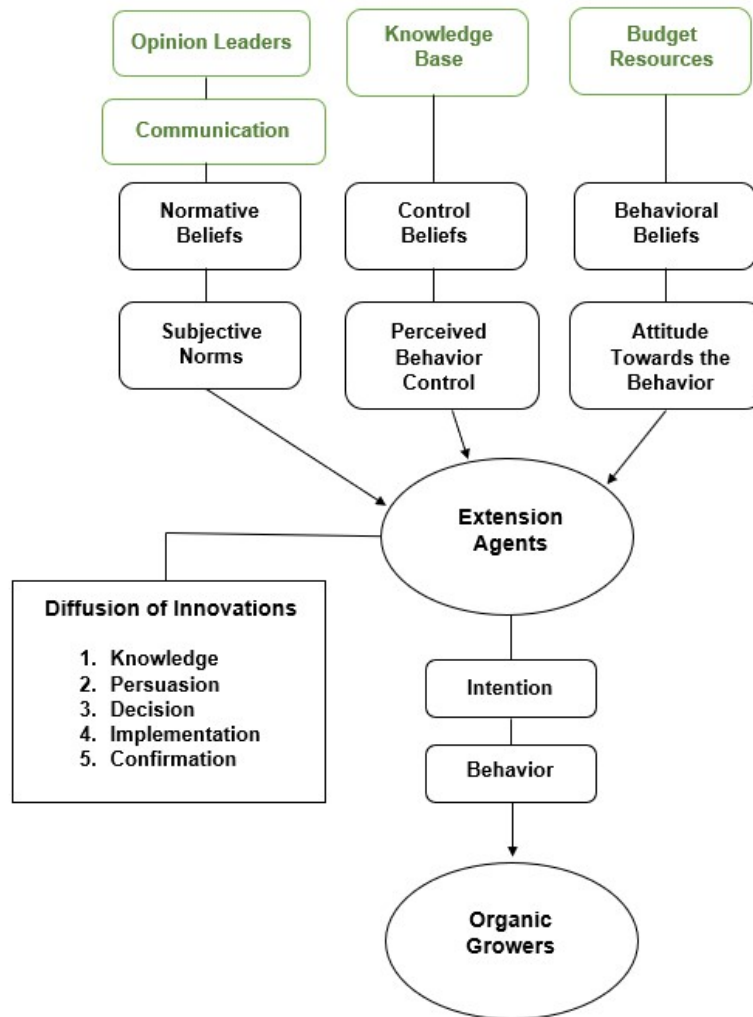 Opinion Leaders
Communication
Normative
Beliefs
Subjective
Norms
Knowledge
Base
Control
Beliefs
Perceived
Behavior
Control
Budget
Resources
Behavioral
Beliefs
Attitude
Towards the
Behavior
Extension
Agents
Diffusion of Innovations
1. Knowledge
2. Persuasion
3. Decision
4. Implementation
5. Confirmation
Intention
Behavior
Organic
Growers